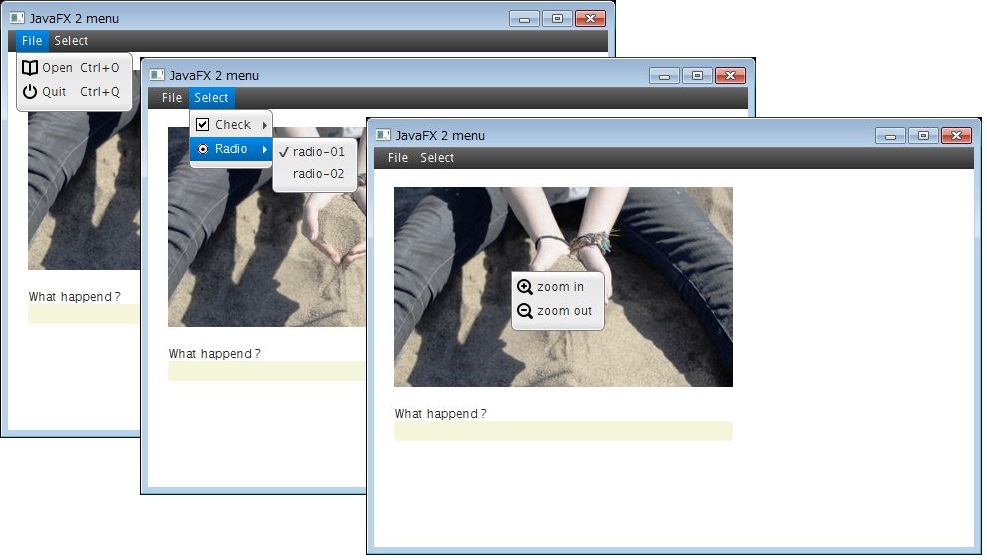 JavaFX 2 menu
File Select
Open Ctrl+O
Quit Ctrl+Q
What happend ?
JavaFX 2 menu
File Select
Check
Radio
radio-01
radio-02
What happend ?
JavaFX 2 menu
File Select
zoom in
zoom out
What happend ?